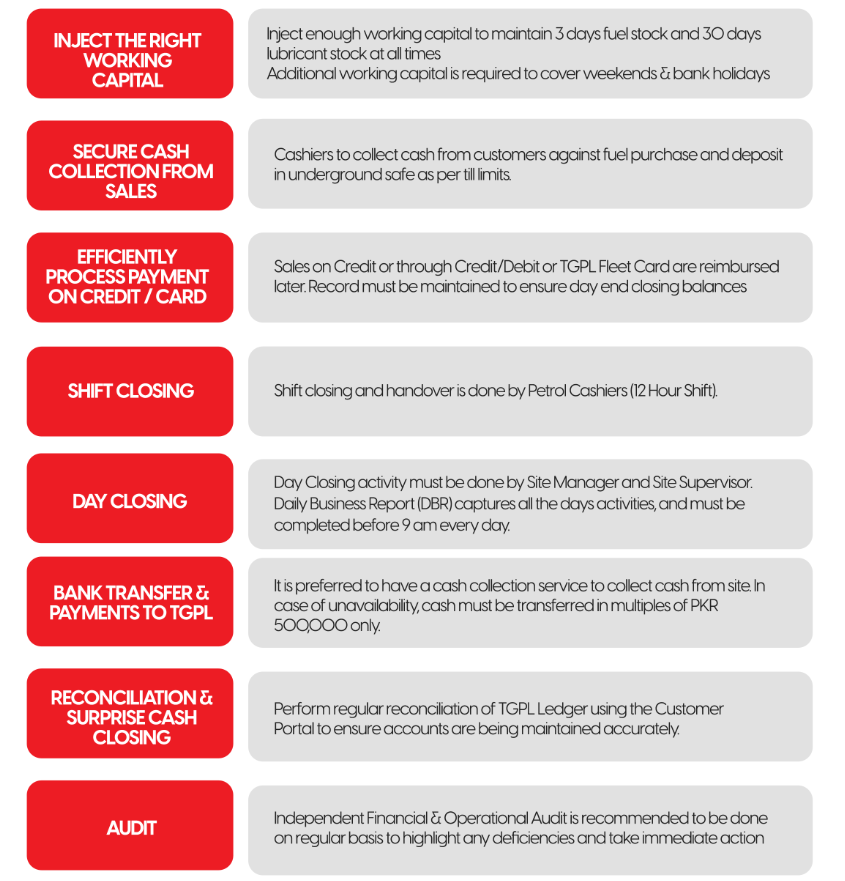 INJECT THE RIGHT
WORKING
CAPITAL
Inject enough working capital to maintain 3 days fuel stock and 30 days
lubricant stock at all times
Additional working capital is required to cover weekends & bank holidays
SECURE CASH
COLLECTION FROM
SALES
Cashiers to collect cash from customers against fuel purchase and deposit
in underground safe as per till limits.
EFFICIENTLY
PROCESS PAYMENT
ON CREDIT / CARD
Sales on Credit or through Credit/Debit or TGPL Fleet Card are reimbursed
later. Record must be maintained to ensure day end closing balances
SHIFT CLOSING
Shift closing and handover is done by Petrol Cashiers (12 Hour Shift).
DAY CLOSING
Day Closing activity must be done by Site Manager and Site Supervisor.
Daily Business Report (DBR) captures all the days activities, and must be
completed before 9 am every day.
BANK TRANSFER &
PAYMENTS TO TGPL
It is preferred to have a cash collection service to collect cash from site. In
case of unavailability, cash must be transferred in multiples of PKR
500,000 only.
RECONCILIATION &
SURPRISE CASH
CLOSING
Perform regular reconciliation of TGPL Ledger using the Customer
Portal to ensure accounts are being maintained accurately.
AUDIT
Independent Financial & Operational Audit is recommended to be done
on regular basis to highlight any deficiencies and take immediate action